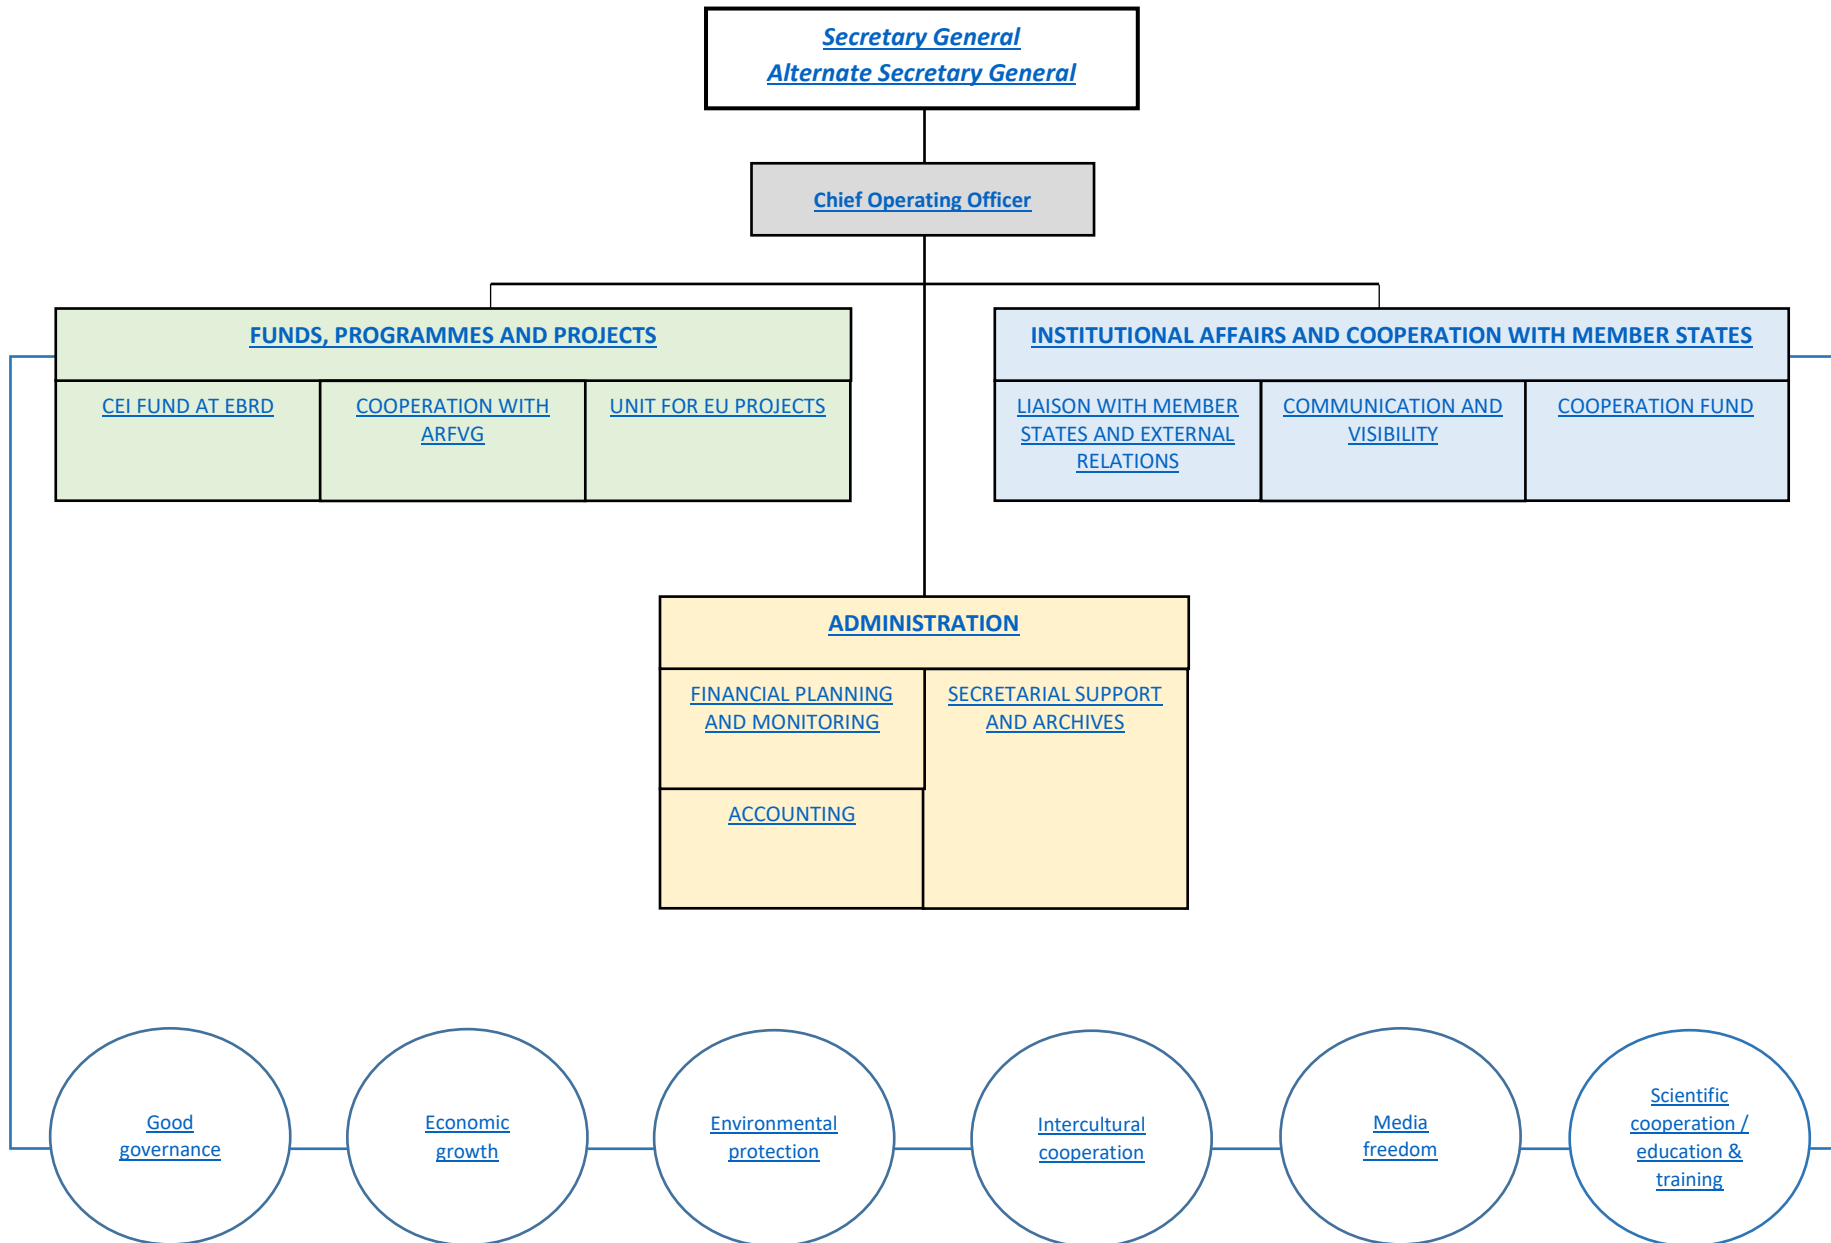 Secretary General
Alternate Secretary General
Chief Operating Officer
FUNDS, PROGRAMMES AND PROJECTS
CEI FUND AT EBRD
COOPERATION WITH
ARFVG
UNIT FOR EU PROJECTS
INSTITUTIONAL AFFAIRS AND COOPERATION WITH MEMBER STATES
LIAISON WITH MEMBER
STATES AND EXTERNAL
RELATIONS
COMMUNICATION AND
VISIBILITY
COOPERATION FUND
ADMINISTRATION
FINANCIAL PLANNING
AND MONITORING
SECRETARIAL SUPPORT
AND ARCHIVES
ACCOUNTING
Good
governance
Economic
growth
Environmental
protection
Intercultural
cooperation
Media
freedom
Scientific
cooperation /
education &
training